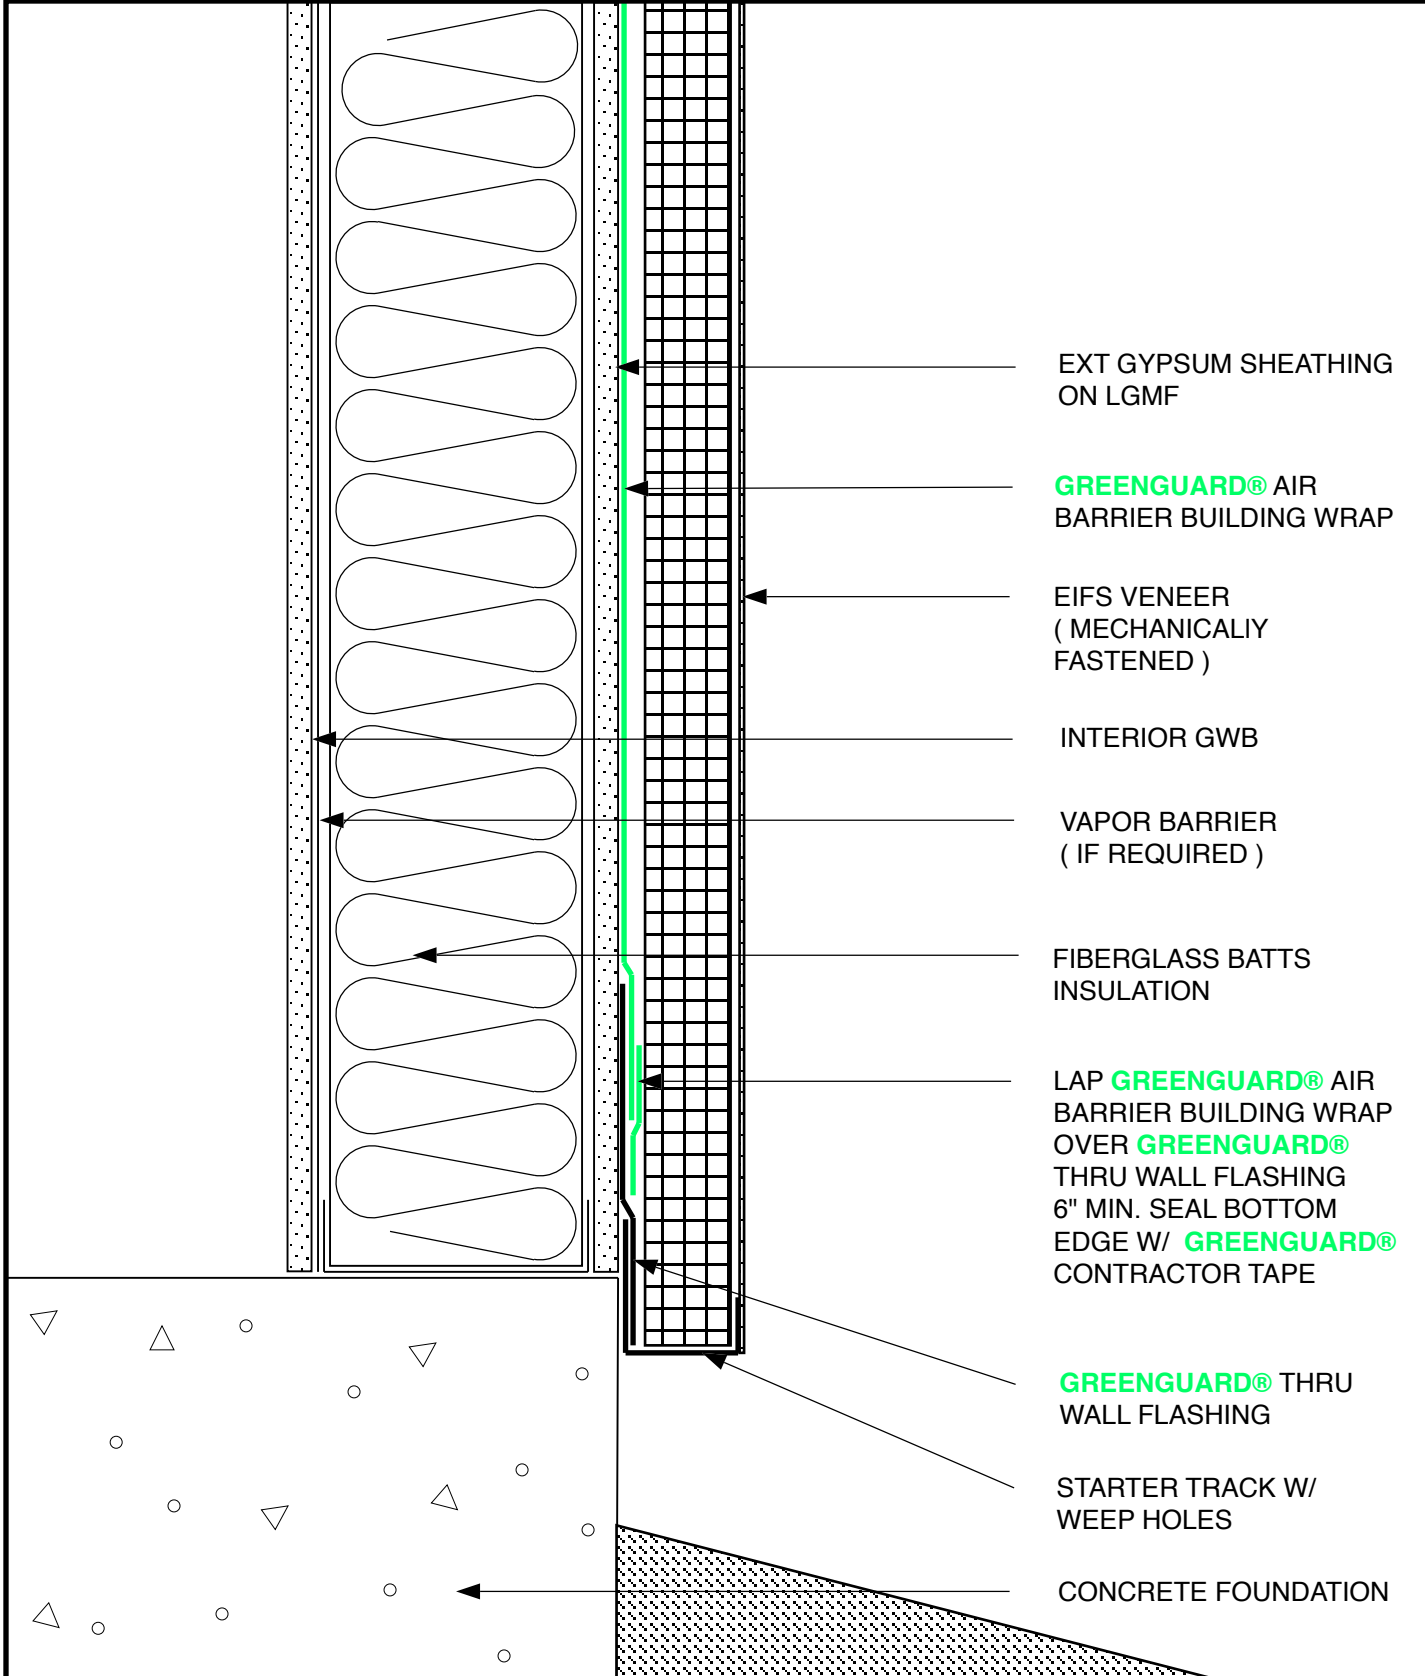 EXT GYPSUM SHEATHING
ON LGMF
GREENGUARD® AIR
BARRIER BUILDING WRAP
EIFS VENEER
( MECHANICALIY
FASTENED )
INTERIOR GWB
VAPOR BARRIER
( IF REQUIRED )
FIBERGLASS BATTS
INSULATION
LAP GREENGUARD® AIR
BARRIER BUILDING WRAP
OVER GREENGUARD®
THRU WALL FLASHING
6" MIN. SEAL BOTTOM
EDGE W/ GREENGUARD®
CONTRACTOR TAPE
GREENGUARD® THRU
WALL FLASHING
STARTER TRACK W/
WEEP HOLES
CONCRETE FOUNDATION